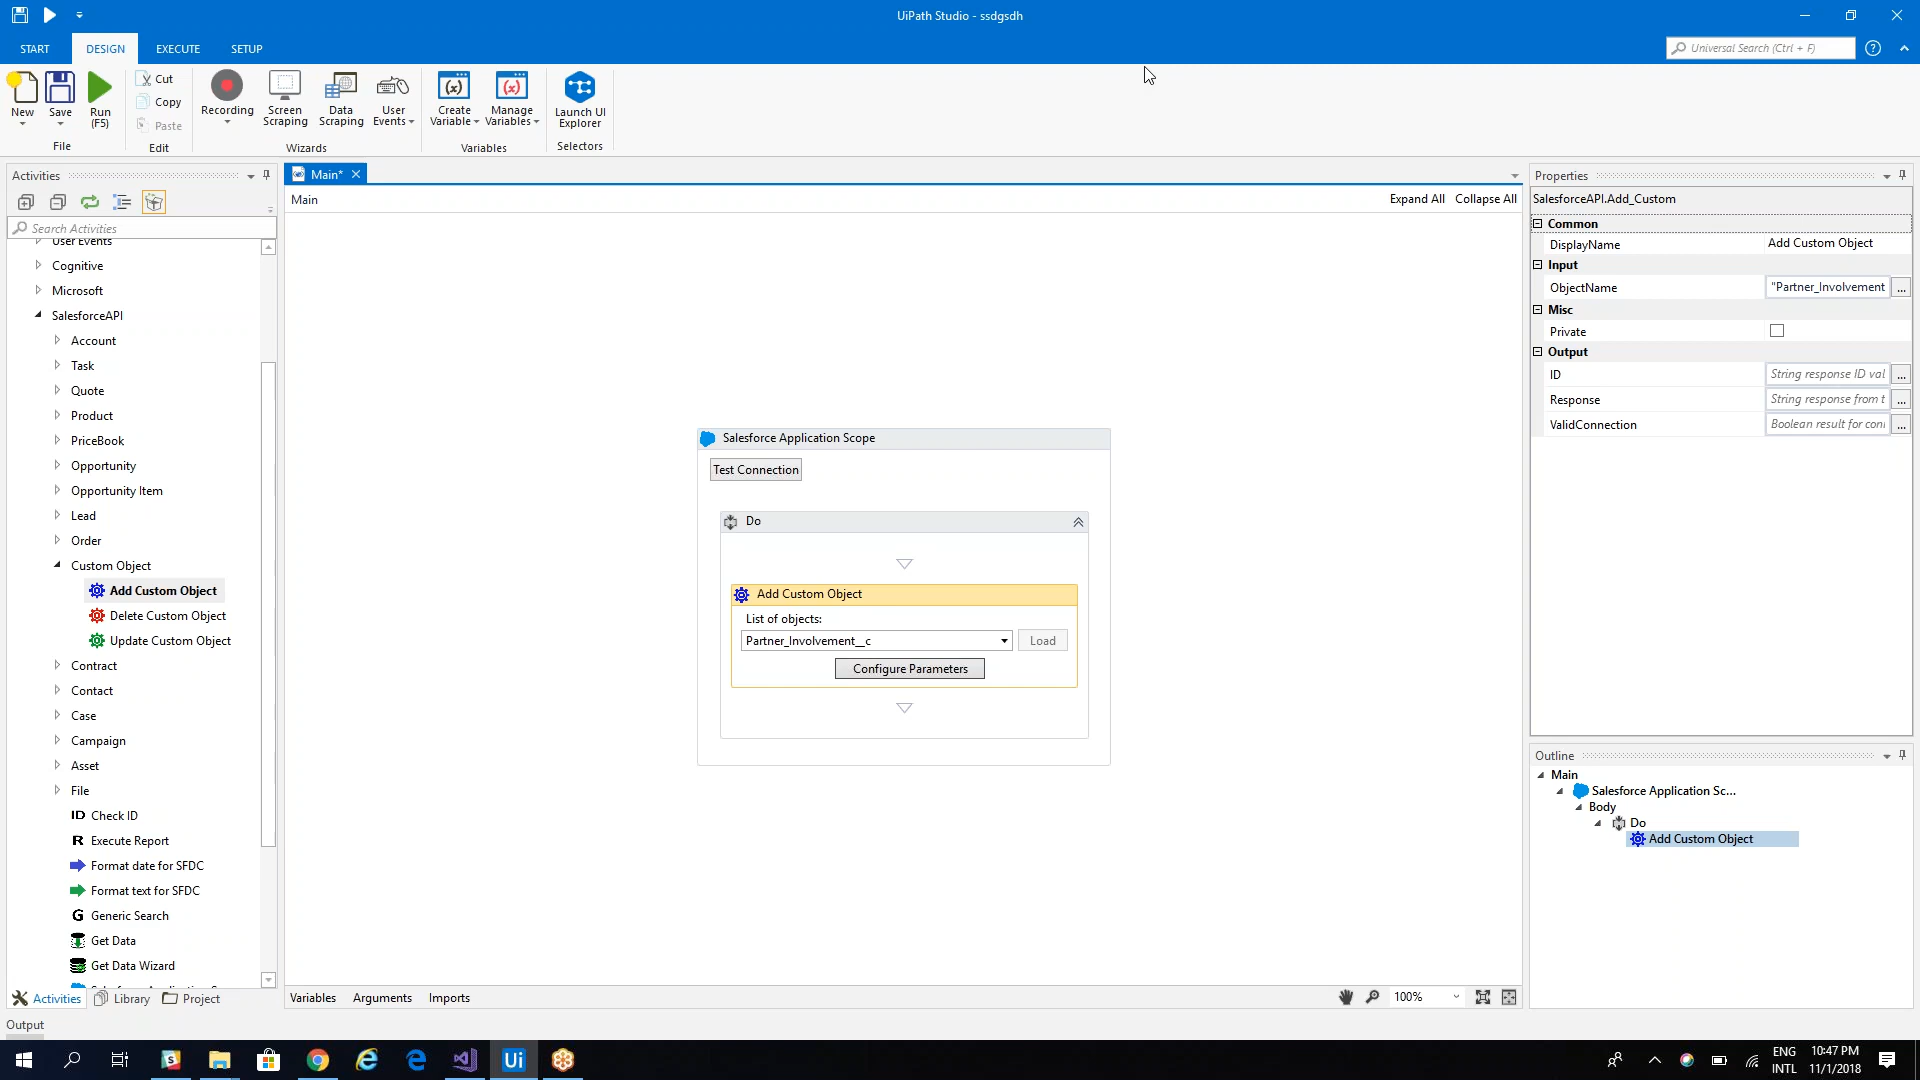 UiPath Studio - ssdgsdh
START
DESIGN
EXECUTE
SETUP
Universal Search (Ctrl + F)
New
Save
Run
(F5)
File
Cut
Copy
Paste
Edit
Recording
Screen
Scraping
Data
Scraping
User
Events
Wizards
Create
Variable
Manage
Variables
Variables
Launch UI
Explorer
Selectors
Activities
Search Activities
User Events
Cognitive
Microsoft
SalesforceAPI
Account
Task
Quote
Product
PriceBook
Opportunity
Opportunity Item
Lead
Order
Custom Object
Add Custom Object
Delete Custom Object
Update Custom Object
Contract
Contact
Case
Campaign
Asset
File
ID Check ID
R Execute Report
Format date for SFDC
Format text for SFDC
G Generic Search
Get Data
Get Data Wizard
Activities
Library
Project
Output
Main*
Main
Expand All
Collapse All
Salesforce Application Scope
Test Connection
Do
Add Custom Object
List of objects:
Partner_Involvement__c
Load
Configure Parameters
Variables
Arguments
Imports
100%
Properties
SalesforceAPI.Add_Custom
Common
DisplayName
Add Custom Object
Input
ObjectName
"Partner_Involvement
...
Misc
Private
Output
ID
String response ID val
...
Response
String response from t
...
ValidConnection
Boolean result for con
...
Outline
Main
Salesforce Application Sc...
Body
Do
Add Custom Object
Ui
ENG
INTL
10:47 PM
11/1/2018